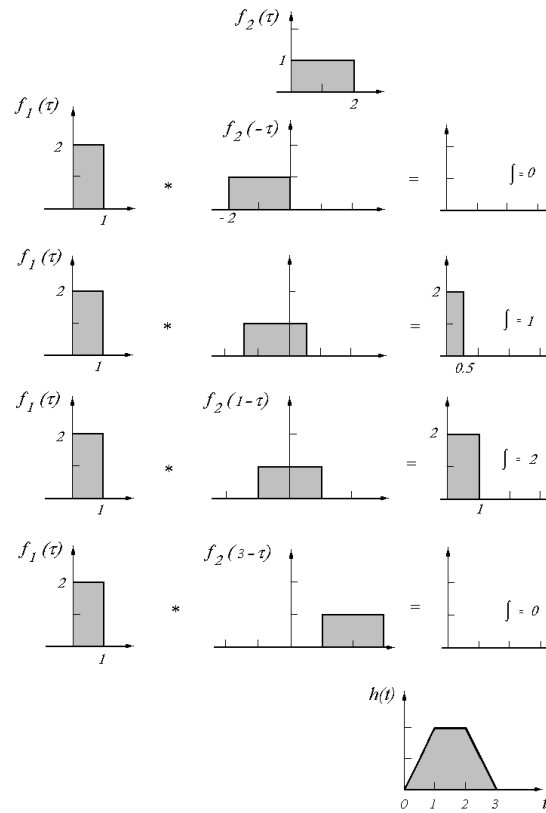 f2(τ)
1
2
f1(τ)
2
1
*
f2(-τ)
-2
=
∫=0
f1(τ)
2
1
*
=
2
0.5
∫ = 1
f1(τ)
2
1
*
f2(1-τ)
=
2
1
∫ = 2
f1(τ)
2
1
*
f2(3-τ)
=
∫ = 0
h(t)
0 1 2 3 t